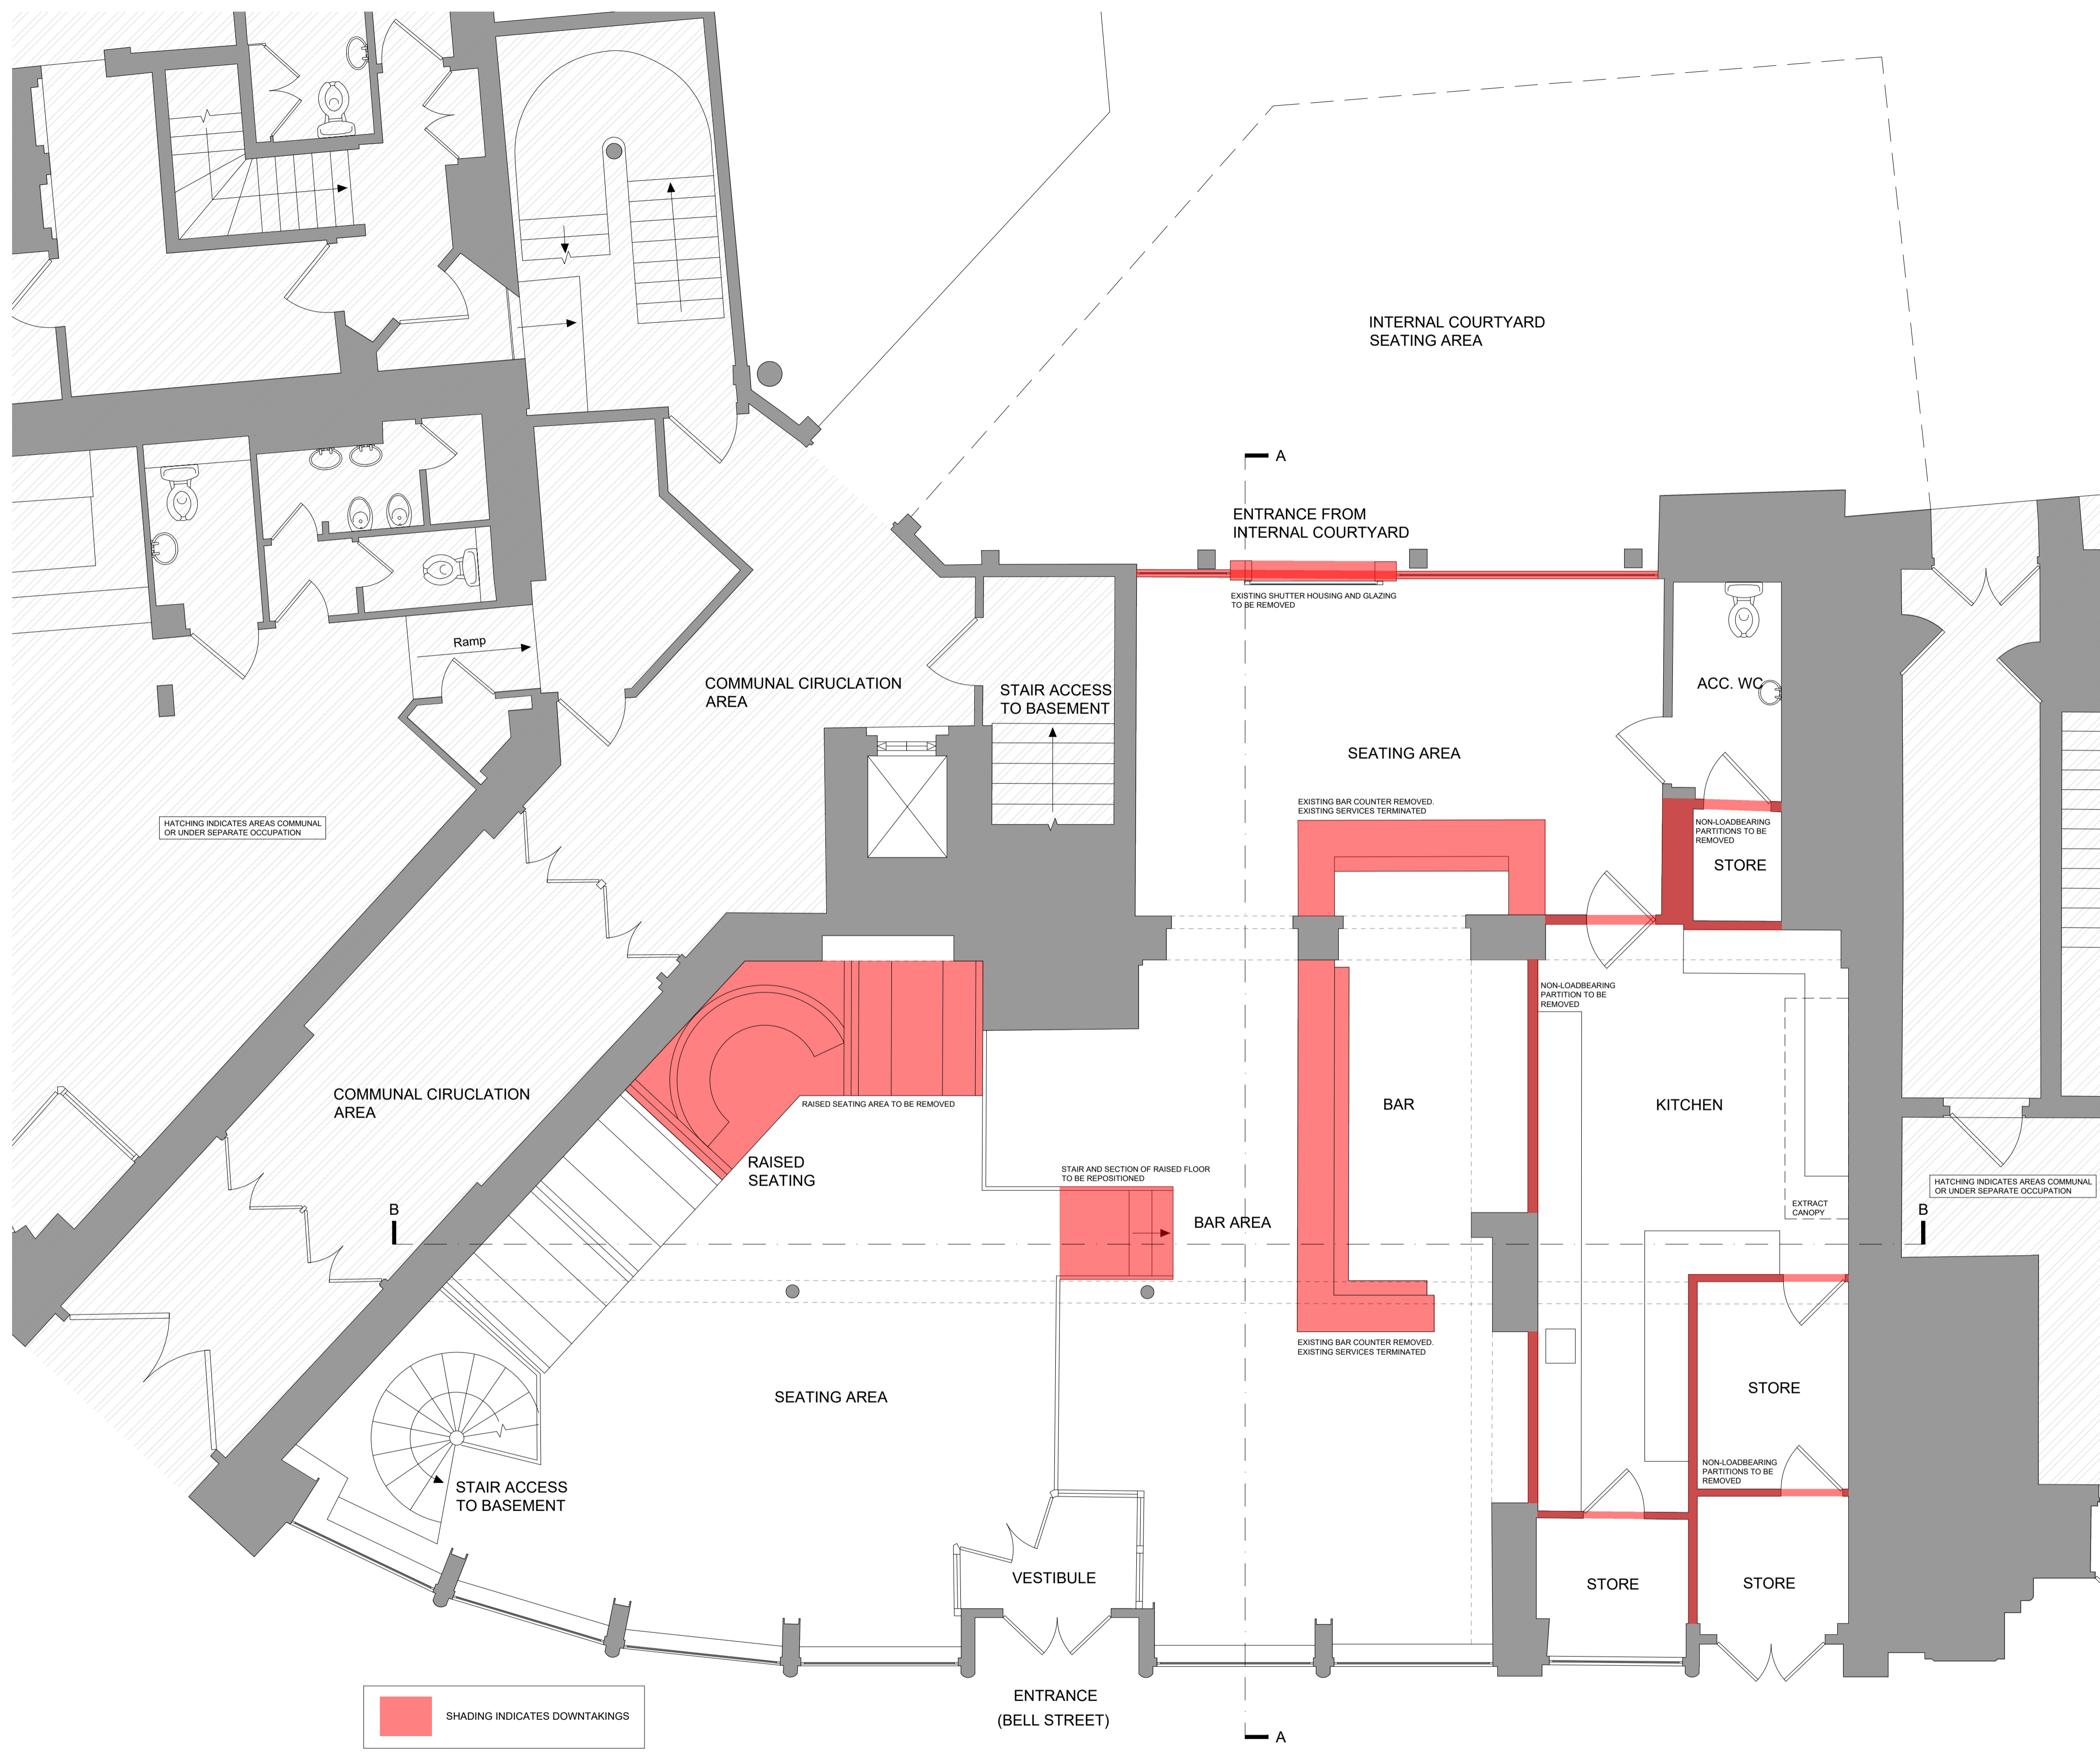 INTERNAL COURTYARD
SEATING AREA
A
ENTRANCE FROM
INTERNAL COURTYARD
EXISTING SHUTTER HOUSING AND GLAZING
TO BE REMOVED
Ramp
COMMUNAL CIRUCLATION
AREA
STAIR ACCESS
TO BASEMENT
ACC. WC
SEATING AREA
HATCHING INDICATES AREAS COMMUNAL
OR UNDER SEPARATE OCCUPATION
EXISTING BAR COUNTER REMOVED.
EXISTING SERVICES TERMINATED
NON-LOADBEARING
PARTITIONS TO BE
REMOVED
STORE
NON-LOADBEARING
PARTITION TO BE
REMOVED
COMMUNAL CIRUCLATION
AREA
RAISED SEATING AREA TO BE REMOVED
BAR
KITCHEN
RAISED
SEATING
STAIR AND SECTION OF RAISED FLOOR
TO BE REPOSITIONED
HATCHING INDICATES AREAS COMMUNAL
OR UNDER SEPARATE OCCUPATION
EXTRACT
CANOPY
B
BAR AREA
B
EXISTING BAR COUNTER REMOVED.
EXISTING SERVICES TERMINATED
SEATING AREA
STORE
NON-LOADBEARING
PARTITIONS TO BE
REMOVED
STAIR ACCESS
TO BASEMENT
VESTIBULE
STORE
STORE
ENTRANCE
(BELL STREET)
SHADING INDICATES DOWNTAKINGS
A